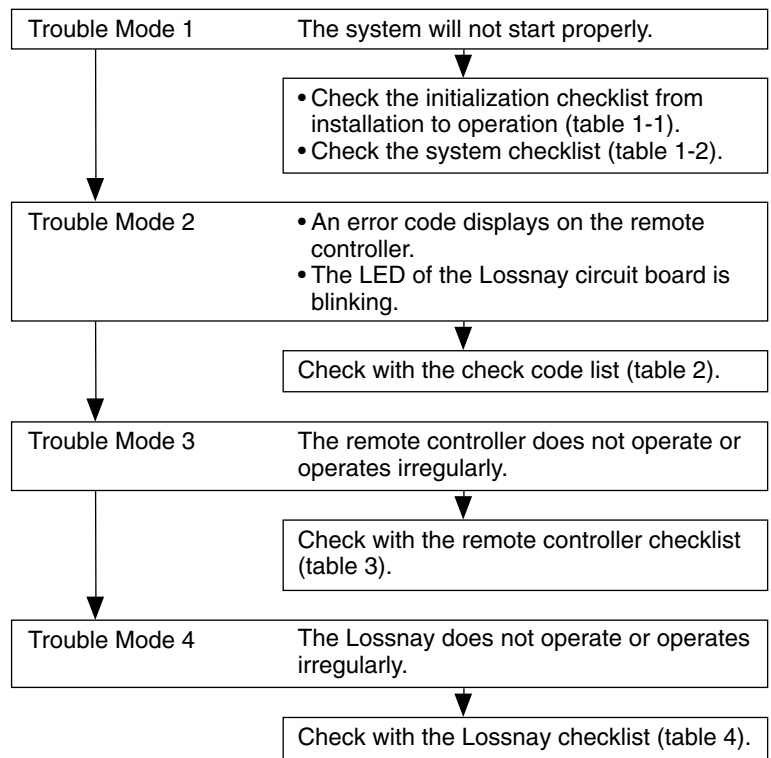 Trouble Mode 1 The system will not start properly.
• Check the initialization checklist from
installation to operation (table 1-1).
• Check the system checklist (table 1-2).
Trouble Mode 2 • An error code displays on the remote
controller.
• The LED of the Lossnay circuit board is
blinking.
Check with the check code list (table 2).
Trouble Mode 3 The remote controller does not operate or
operates irregularly.
Check with the remote controller checklist
(table 3).
Trouble Mode 4 The Lossnay does not operate or operates
irregularly.
Check with the Lossnay checklist (table 4).